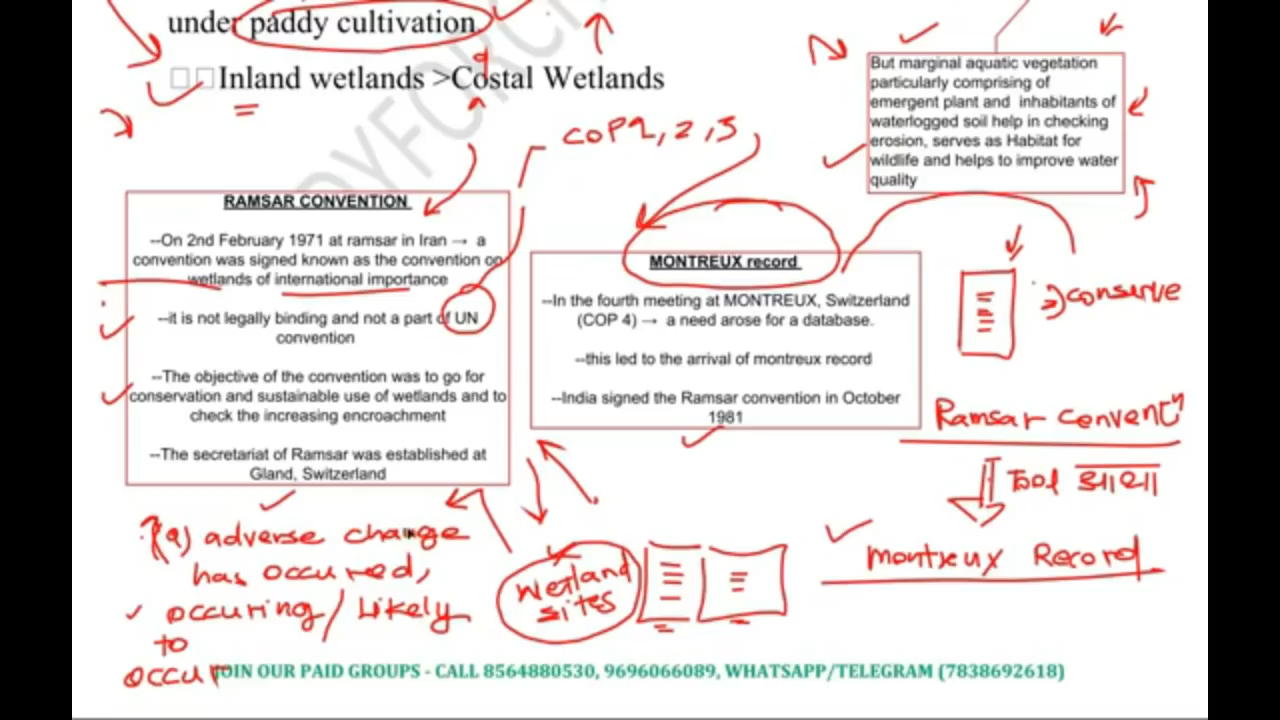 under paddy cultivation
Inland wetlands >Costal Wetlands
COP1, 2, 3
But marginal aquatic vegetation
particularly comprising of
emergent plant and inhabitants of
waterlogged soil help in checking
erosion, serves as Habitat for
wildlife and helps to improve water
quality
RAMSAR CONVENTION
--On 2nd February 1971 at ramsar in Iran → a
convention was signed known as the convention on
wetlands of international importance
--it is not legally binding and not a part of UN
convention
--The objective of the convention was to go for
conservation and sustainable use of wetlands and to
check the increasing encroachment
--The secretariat of Ramsar was established at
Gland, Switzerland
MONTREUX record
--In the fourth meeting at MONTREUX, Switzerland
(COP 4) → a need arose for a database.
--this led to the arrival of montreux record
--India signed the Ramsar convention in October
1981
conserve
Ramsar Convent
Tool
Montreux Record
(a) adverse change
has occured,
occuring / Likely
to
occur
Wetland
sites
JOIN OUR PAID GROUPS - CALL 8564880530, 9696066089, WHATSAPP/TELEGRAM (7838692618)